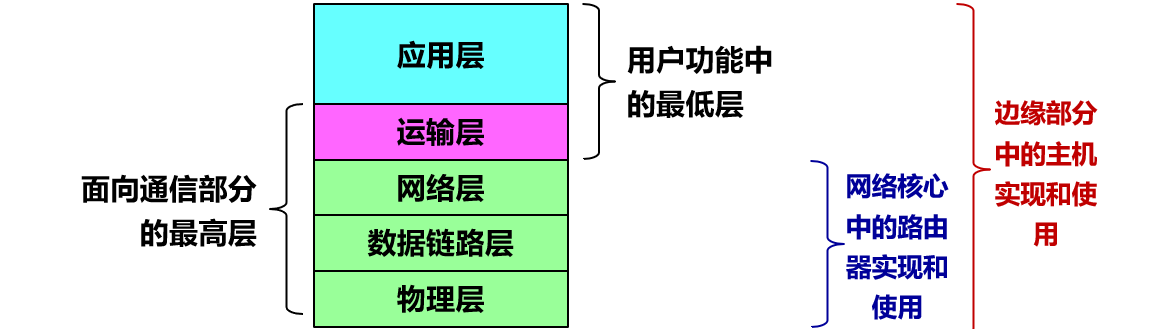 应用层
运输层
网络层
数据链路层
物理层
用户功能中
的最低层
面向通信部分
的最高层
网络核心
中的路由
器实现和
使用
边缘部分
中的主机
实现和使
用